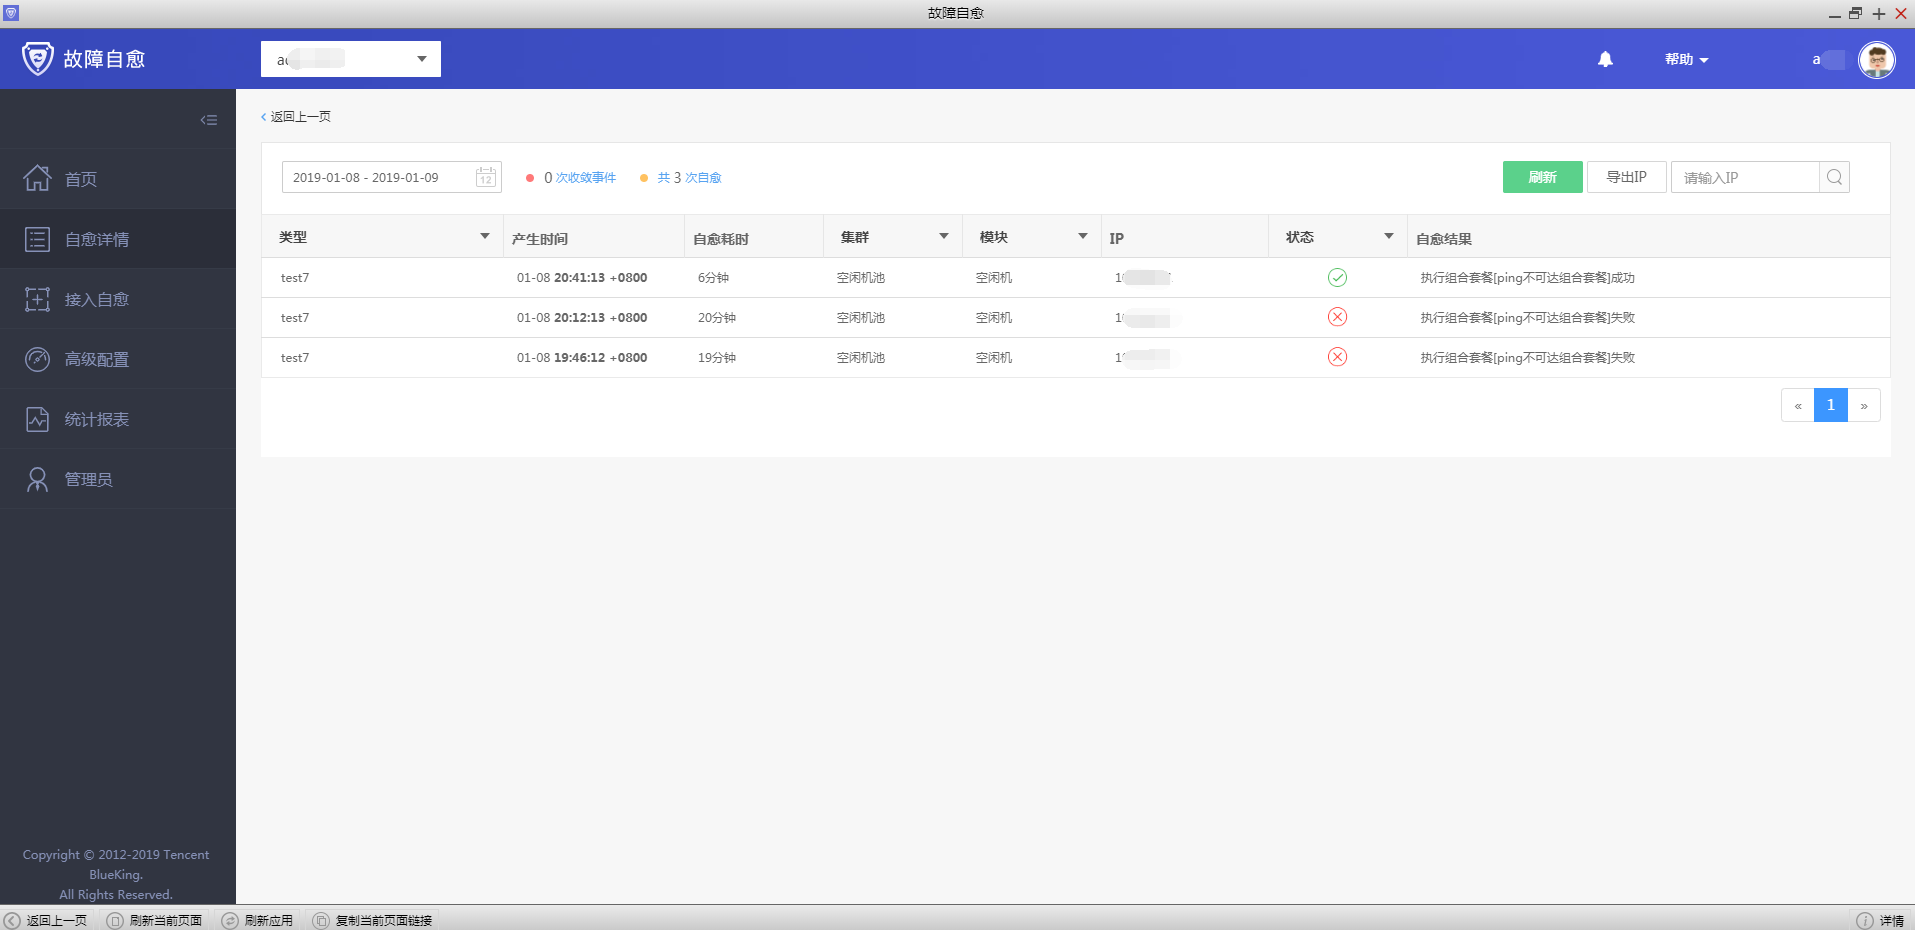 故障自愈
故障自愈
帮助
a
返回上一页
首页
自愈详情
接入自愈
高级配置
统计报表
管理员
2019-01-08 - 2019-01-09
12
0 次收敛事件
共 3 次自愈
刷新
导出IP
请输入IP
类型 产生时间 自愈耗时 集群 模块 IP 状态 自愈结果
test7 01-08 20:41:13 +0800 6分钟 空闲机池 空闲机 执行组合套餐[ping不可达组合套餐]成功
test7 01-08 20:12:13 +0800 20分钟 空闲机池 空闲机 执行组合套餐[ping不可达组合套餐]失败
test7 01-08 19:46:12 +0800 19分钟 空闲机池 空闲机 执行组合套餐[ping不可达组合套餐]失败
« 1 »
Copyright © 2012-2019 Tencent
BlueKing.
All Rights Reserved.
返回上一页 刷新当前页面 刷新应用 复制当前页面链接 详情